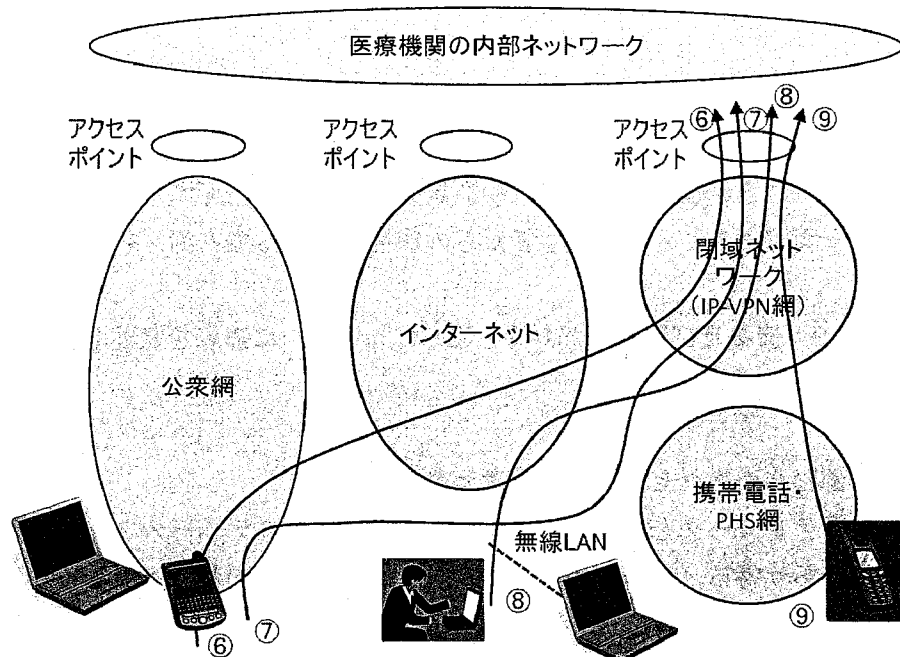 医療機関の内部ネットワーク
アクセス
ポイント
アクセス
ポイント
アクセス
ポイント
⑥
⑦
⑧
⑨
閉域ネット
ワーク
(IP-VPN網)
インターネット
公衆網
携帯電話・
PHS網
無線LAN
⑥
⑦
⑧
⑨